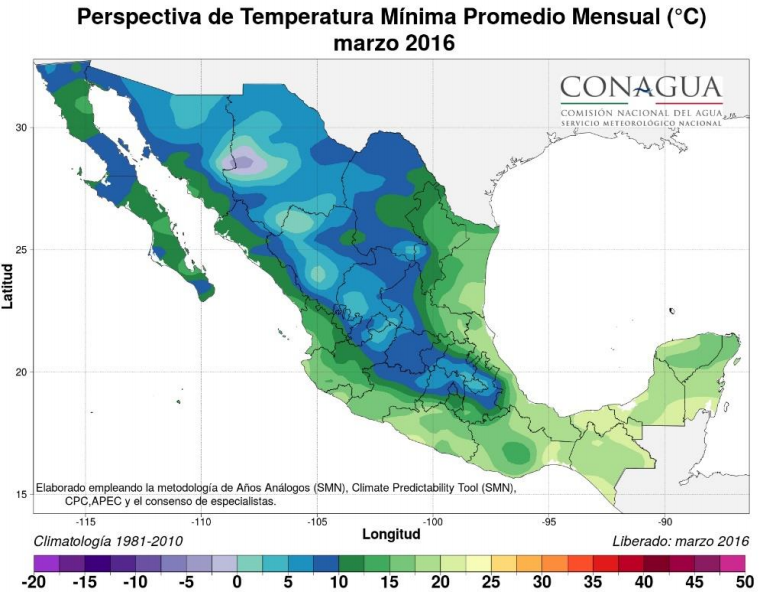 Perspectiva de Temperatura Mínima Promedio Mensual (°C)
marzo 2016
CONAGUA
COMISIÓN NACIONAL DEL AGUA
SERVICIO METEOROLÓGICO NACIONAL
30
25
20
15
Latitud
Elaborado empleando la metodología de Años Análogos (SMN), Climate Predictability Tool (SMN),
CPC,APEC y el consenso de especialistas.
-115 -110 -105 -100 -95 -90
Longitud
Climatología 1981-2010
Liberado: marzo 2016
-20 -15 -10 -5 0 5 10 15 20 25 30 35 40 45 50